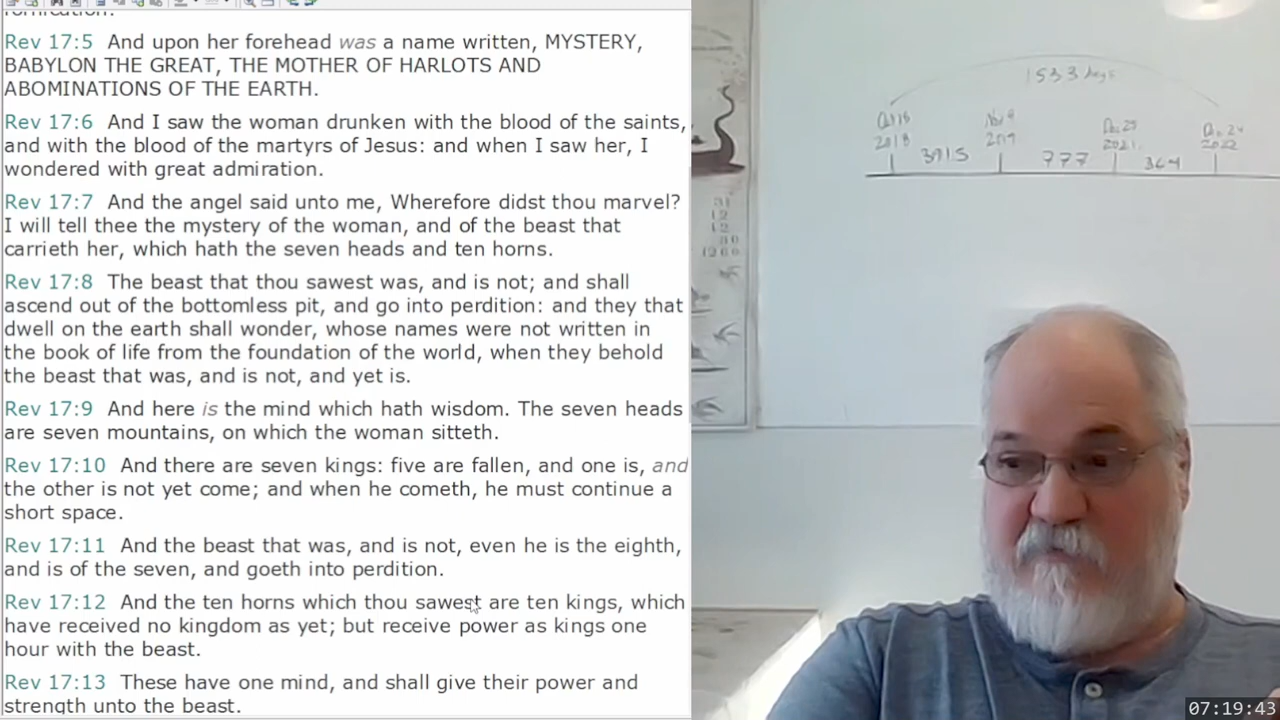 Rev 17:5 And upon her forehead was a name written, MYSTERY,
BABYLON THE GREAT, THE MOTHER OF HARLOTS AND
ABOMINATIONS OF THE EARTH.
Rev 17:6 And I saw the woman drunken with the blood of the saints,
and with the blood of the martyrs of Jesus: and when I saw her, I
wondered with great admiration.
Rev 17:7 And the angel said unto me, Wherefore didst thou marvel?
I will tell thee the mystery of the woman, and of the beast that
carrieth her, which hath the seven heads and ten horns.
Rev 17:8 The beast that thou sawest was, and is not; and shall
ascend out of the bottomless pit, and go into perdition: and they that
dwell on the earth shall wonder, whose names were not written in
the book of life from the foundation of the world, when they behold
the beast that was, and is not, and yet is.
Rev 17:9 And here is the mind which hath wisdom. The seven heads
are seven mountains, on which the woman sitteth.
Rev 17:10 And there are seven kings: five are fallen, and one is, and
the other is not yet come; and when he cometh, he must continue a
short space.
Rev 17:11 And the beast that was, and is not, even he is the eighth,
and is of the seven, and goeth into perdition.
Rev 17:12 And the ten horns which thou sawest are ten kings, which
have received no kingdom as yet; but receive power as kings one
hour with the beast.
Rev 17:13 These have one mind, and shall give their power and
strength unto the beast.
1533 days
2018
Nov 9
2019
2021
2022
391.5
777
364
12
12
1260
07:19:43